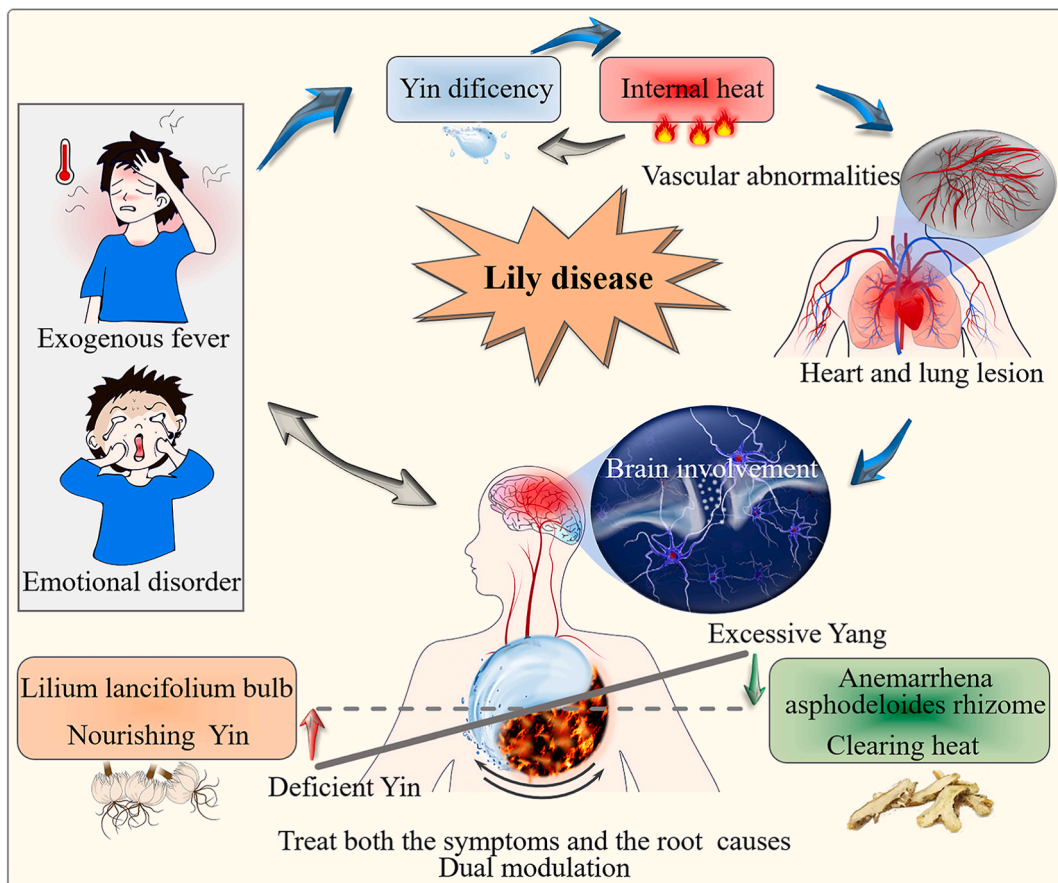 Yin dificency
Internal heat
Vascular abnormalities
Lily disease
Exogenous fever
Heart and lung lesion
Brain involvement
Emotional disorder
Excessive Yang
Lilium lancifolium bulb
Nourishing Yin
Anemarrhena
asphodeloides rhizome
Clearing heat
Deficient Yin
Treat both the symptoms and the root causes
Dual modulation